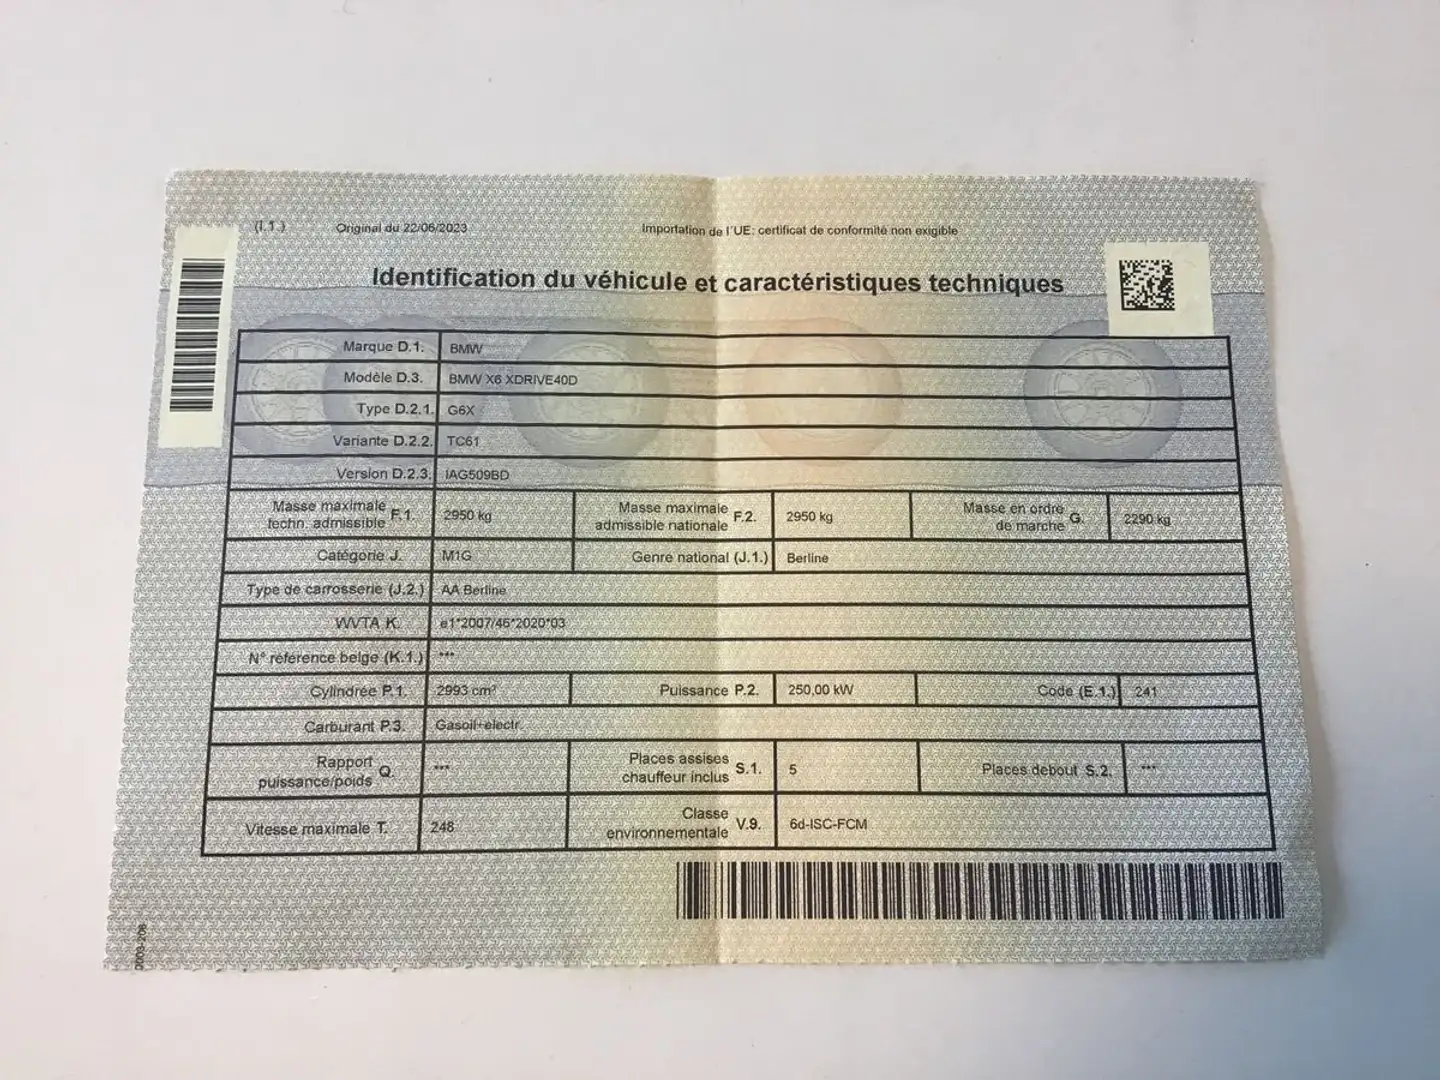 (I.1.) Original du 22/06/2023 Importation de l'UE: certificat de conformité non exigible
Identification du véhicule et caractéristiques techniques
Marque D.1. BMW
Modèle D.3. BMW X6 XDRIVE40D
Type D.2.1. G6X
Variante D.2.2. TC61
Version D.2.3. IAG509BD
Masse maximale techn. admissible F.1. 2950 kg Masse maximale admissible nationale F.2. 2950 kg Masse en ordre de marche G. 2290 kg
Catégorie J. M1G Genre national (J.1.) Berline
Type de carrosserie (J.2.) AA Berline
WVTA K. e1*2007/46*2020*03
N° référence belge (K.1.) ***
Cylindrée P.1. 2993 cm³ Puissance P.2. 250,00 kW Code (E.1.) 241
Carburant P.3. Gasoil+électr.
Rapport puissance/poids Q. *** Places assises chauffeur inclus S.1. 5 Places debout S.2. ***
Vitesse maximale T. 248 Classe environnementale V.9. 6d-ISC-FCM
0003-208